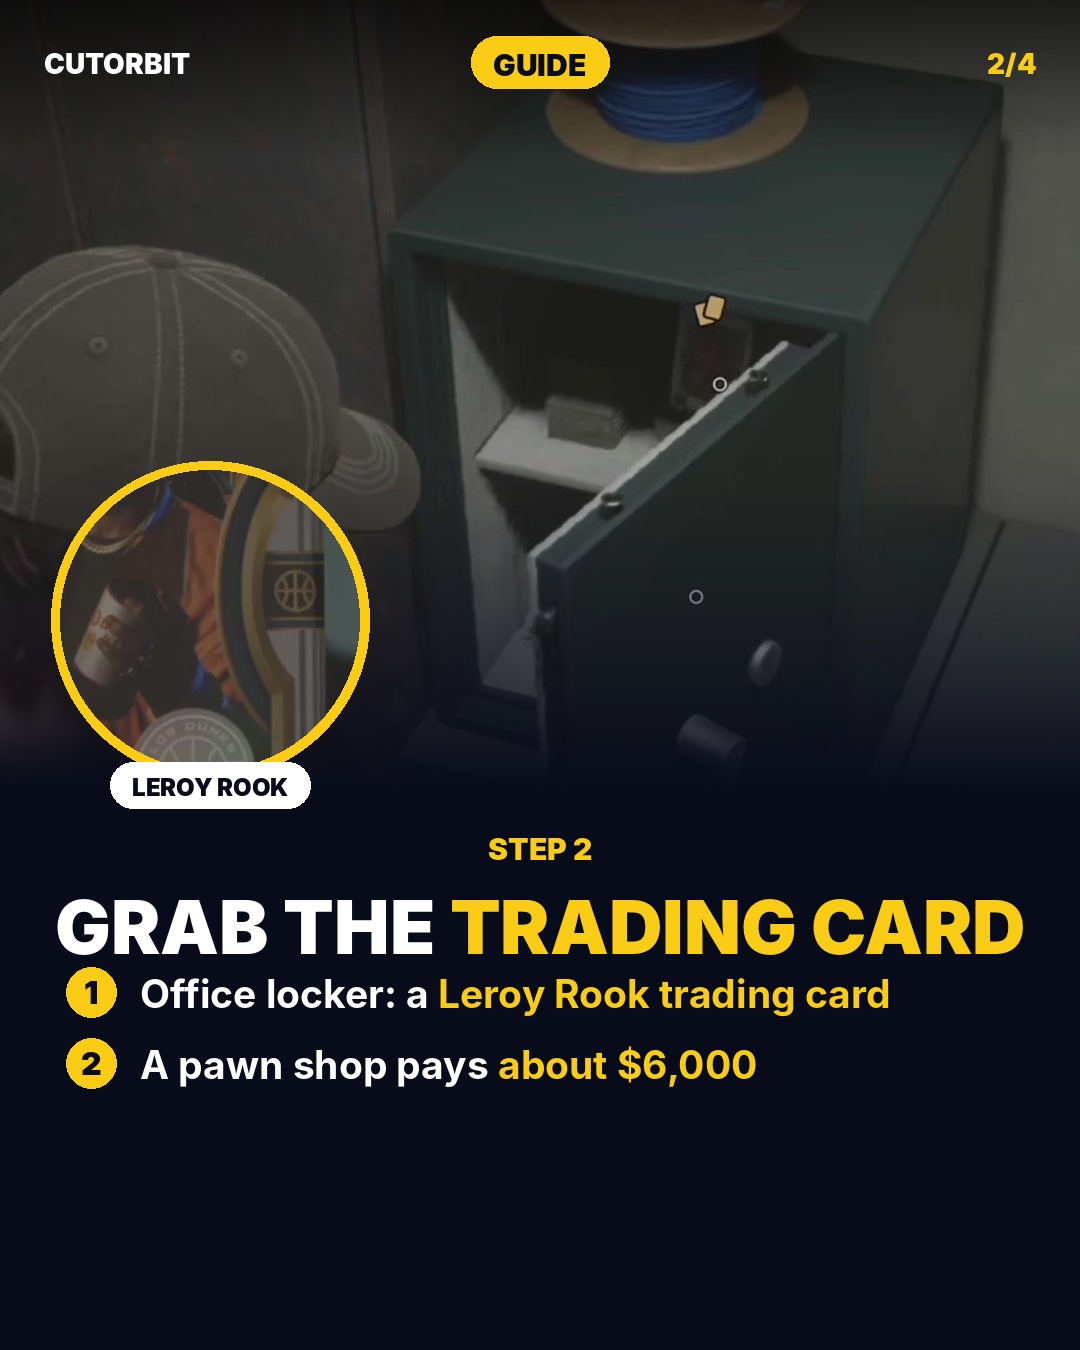 CUTORBIT
GUIDE
2/4
LEROY ROOK
STEP 2
GRAB THE TRADING CARD
1 Office locker: a Leroy Rook trading card
2 A pawn shop pays about $6,000